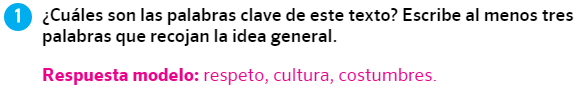 1 ¿Cuáles son las palabras clave de este texto? Escribe al menos tres
palabras que recojan la idea general.
Respuesta modelo: respeto, cultura, costumbres.